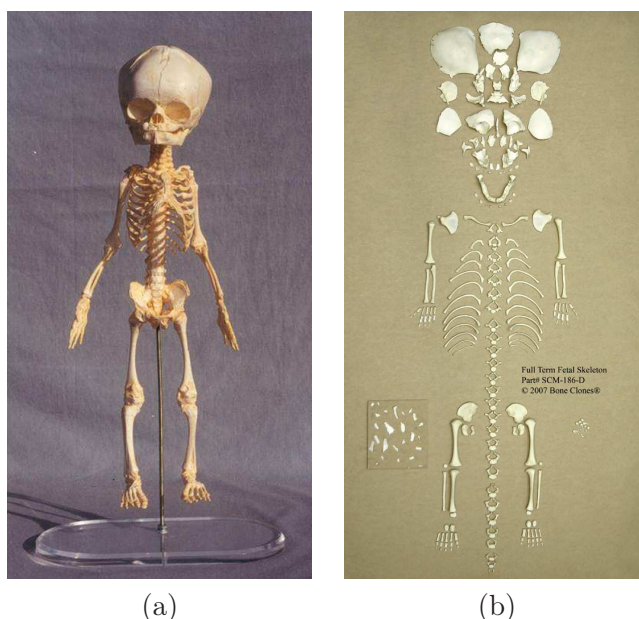 Full Term Fetal Skeleton
Part# SCM-186-D
© 2007 Bone Clones®
(a)
(b)